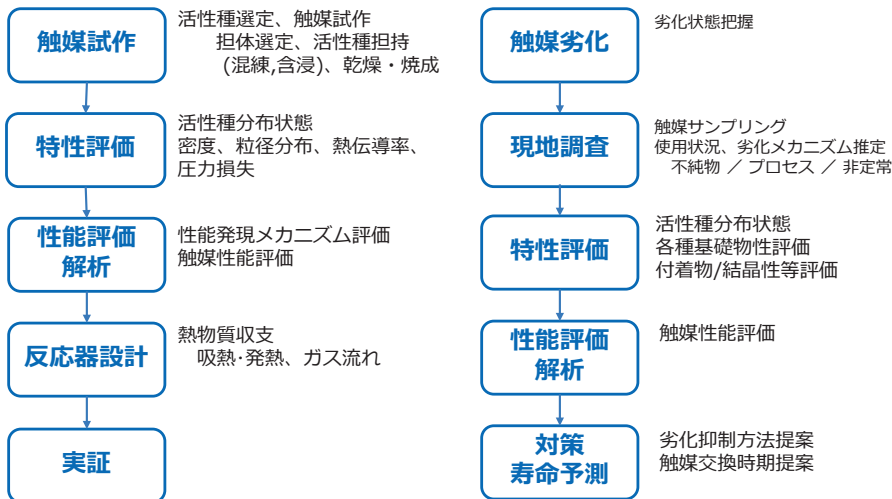 触媒試作
活性種選定、触媒試作
担体選定、活性種担持
(混練,含浸)、乾燥・焼成
特性評価
活性種分布状態
密度、粒径分布、熱伝導率、
圧力損失
性能評価
解析
性能発現メカニズム評価
触媒性能評価
反応器設計
熱物質収支
吸熱･発熱、ガス流れ
実証
触媒劣化
劣化状態把握
現地調査
触媒サンプリング
使用状況、劣化メカニズム推定
不純物 ／ プロセス ／ 非定常
特性評価
活性種分布状態
各種基礎物性評価
付着物/結晶性等評価
性能評価
解析
触媒性能評価
対策
寿命予測
劣化抑制方法提案
触媒交換時期提案